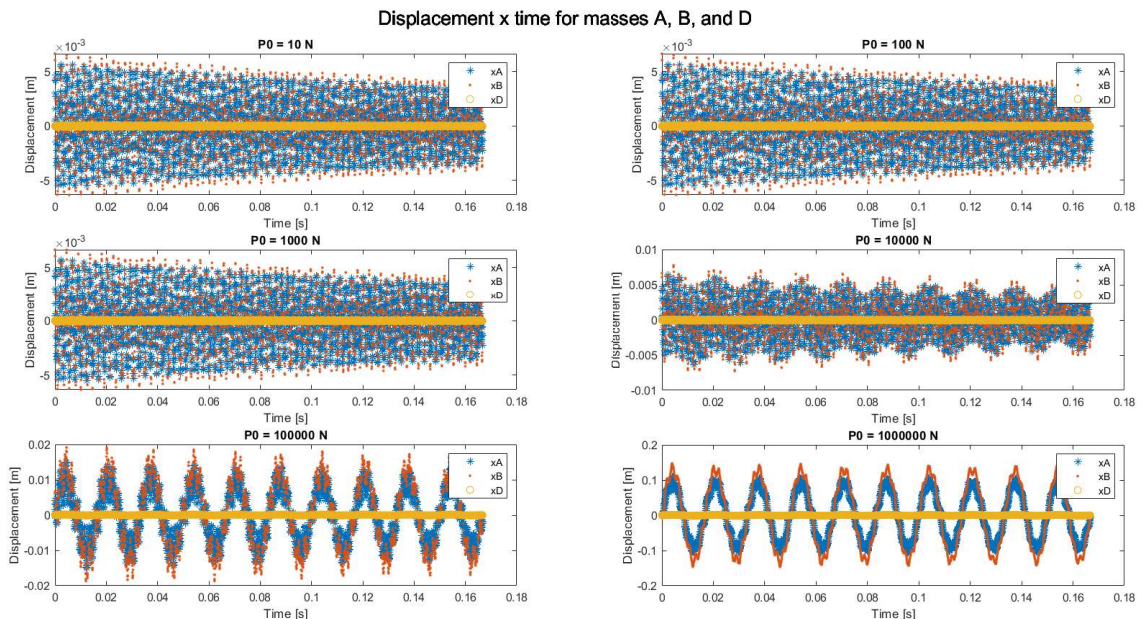 Displacement x time for masses A, B, and D
P0 = 10 N
×10⁻³
5
0
-5
Displacement [m]
0 0.02 0.04 0.06 0.08 0.1 0.12 0.14 0.16 0.18
Time [s]
xA
xB
xD
P0 = 100 N
×10⁻³
5
0
-5
Displacement [m]
0 0.02 0.04 0.06 0.08 0.1 0.12 0.14 0.16 0.18
Time [s]
xA
xB
xD
P0 = 1000 N
×10⁻³
5
0
-5
Displacement [m]
0 0.02 0.04 0.06 0.08 0.1 0.12 0.14 0.16 0.18
Time [s]
xA
xB
xD
P0 = 10000 N
0.01
0.005
0
-0.005
-0.01
Displacement [m]
0 0.02 0.04 0.06 0.08 0.1 0.12 0.14 0.16 0.18
Time [s]
xA
xB
xD
P0 = 100000 N
0.02
0.01
0
-0.01
-0.02
Displacement [m]
0 0.02 0.04 0.06 0.08 0.1 0.12 0.14 0.16 0.18
Time [s]
xA
xB
xD
P0 = 1000000 N
0.2
0.1
0
-0.1
-0.2
Displacement [m]
0 0.02 0.04 0.06 0.08 0.1 0.12 0.14 0.16 0.18
Time [s]
xA
xB
xD